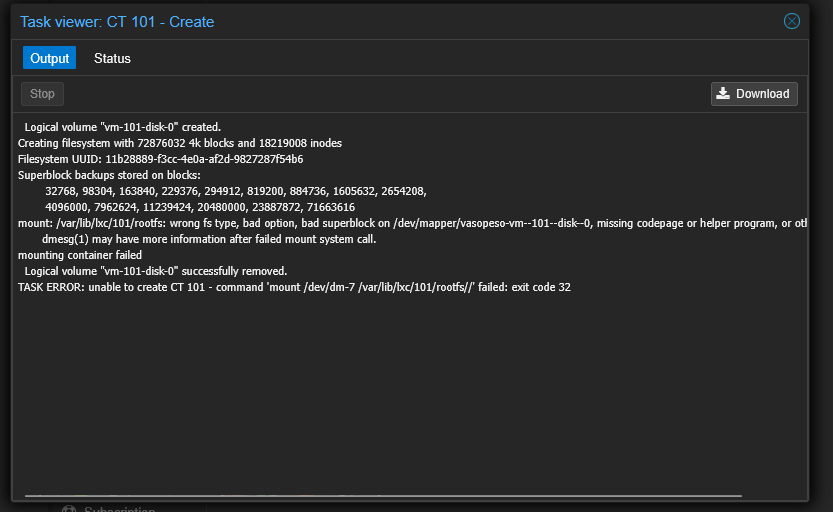 Task viewer: CT 101 - Create
Output Status
Stop Download
Logical volume "vm-101-disk-0" created.
Creating filesystem with 72876032 4k blocks and 18219008 inodes
Filesystem UUID: 11b28889-f3cc-4e0a-af2d-9827287f54b6
Superblock backups stored on blocks:
32768, 98304, 163840, 229376, 294912, 819200, 884736, 1605632, 2654208,
4096000, 7962624, 11239424, 20480000, 23887872, 71663616
mount: /var/lib/lxc/101/rootfs: wrong fs type, bad option, bad superblock on /dev/mapper/vasopeso-vm--101--disk--0, missing codepage or helper program, or oth
dmesg(1) may have more information after failed mount system call.
mounting container failed
Logical volume "vm-101-disk-0" successfully removed.
TASK ERROR: unable to create CT 101 - command 'mount /dev/dm-7 /var/lib/lxc/101/rootfs//' failed: exit code 32
Subscription